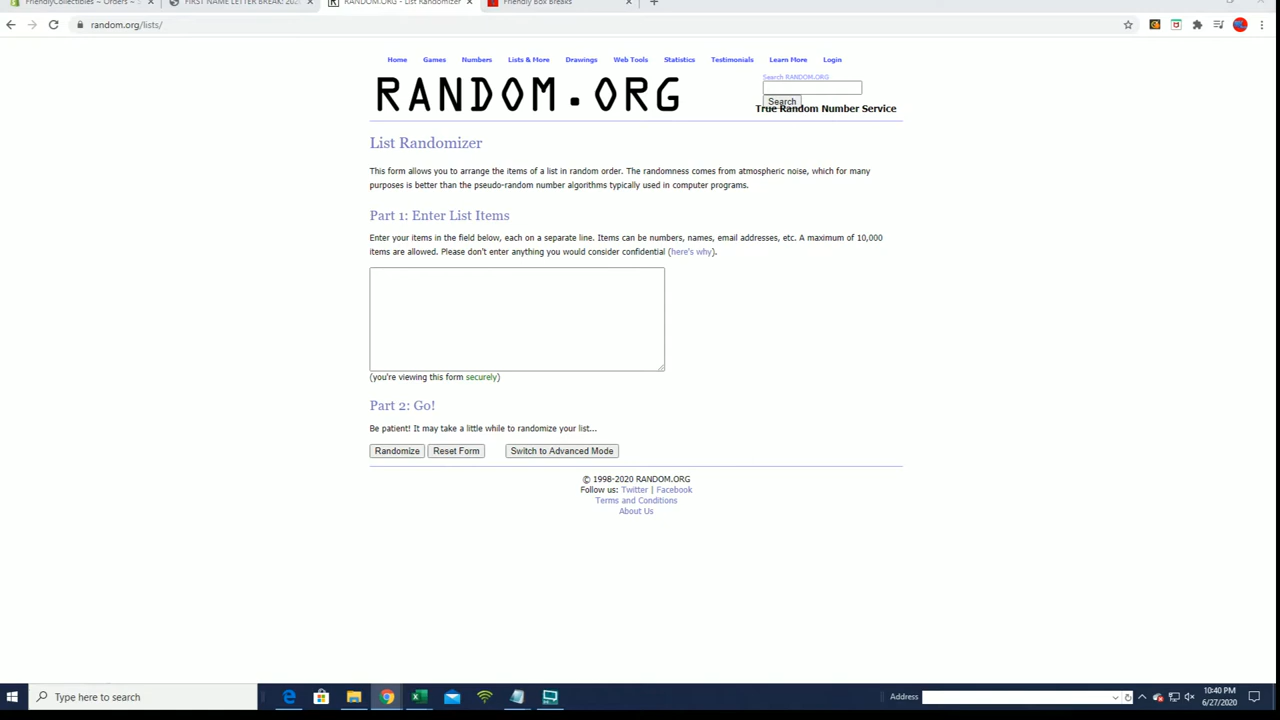 FriendlyCollectibles ~ Orders ~
FIRST NAME LETTER BREAK: 202
RANDOM.ORG - List Randomizer
Friendly Box Breaks
random.org/lists/
Home Games Numbers Lists & More Drawings Web Tools Statistics Testimonials Learn More Login
Search RANDOM.ORG
RANDOM.ORG
Search
True Random Number Service
List Randomizer
This form allows you to arrange the items of a list in random order. The randomness comes from atmospheric noise, which for many
purposes is better than the pseudo-random number algorithms typically used in computer programs.
Part 1: Enter List Items
Enter your items in the field below, each on a separate line. Items can be numbers, names, email addresses, etc. A maximum of 10,000
items are allowed. Please don't enter anything you would consider confidential (here's why).
(you're viewing this form securely)
Part 2: Go!
Be patient! It may take a little while to randomize your list...
Randomize Reset Form Switch to Advanced Mode
© 1998-2020 RANDOM.ORG
Follow us: Twitter | Facebook
Terms and Conditions
About Us
Type here to search
Address
10:40 PM
6/27/2020